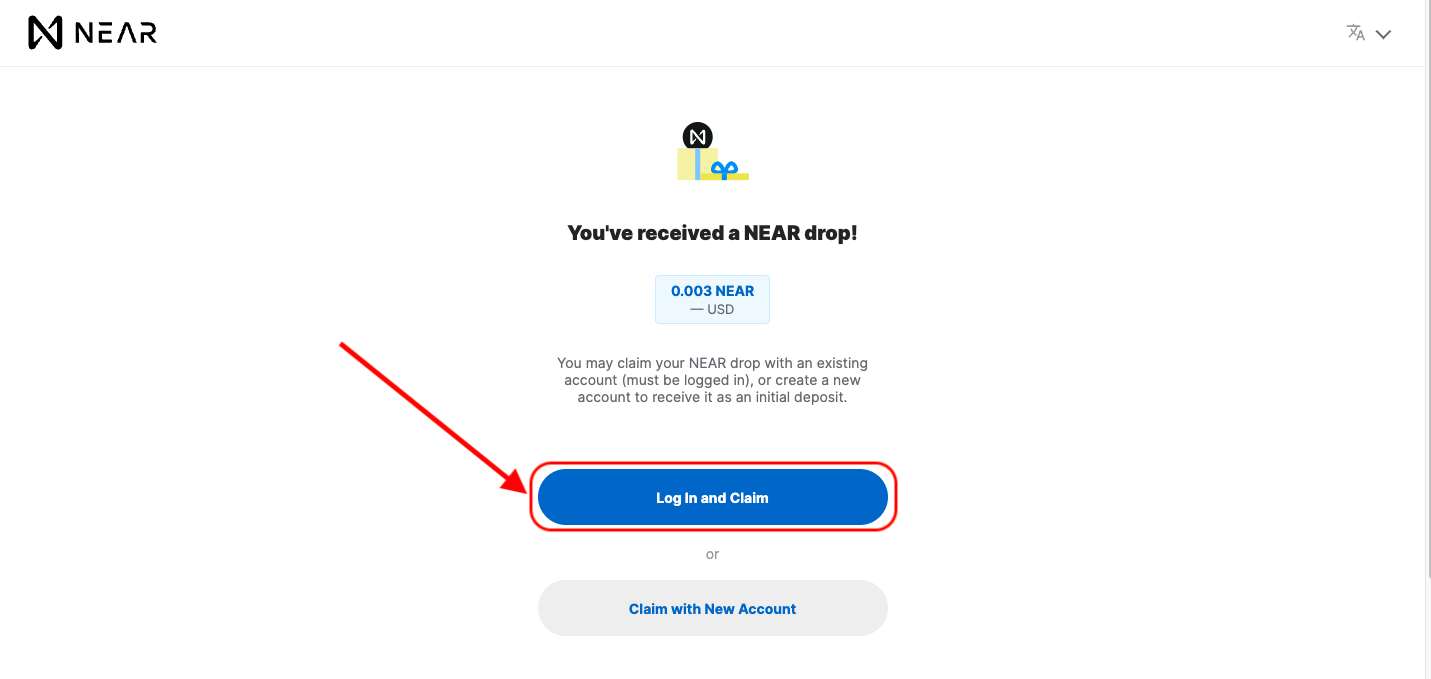 NEAR
You've received a NEAR drop!
0.003 NEAR
— USD
You may claim your NEAR drop with an existing
account (must be logged in), or create a new
account to receive it as an initial deposit.
Log In and Claim
or
Claim with New Account